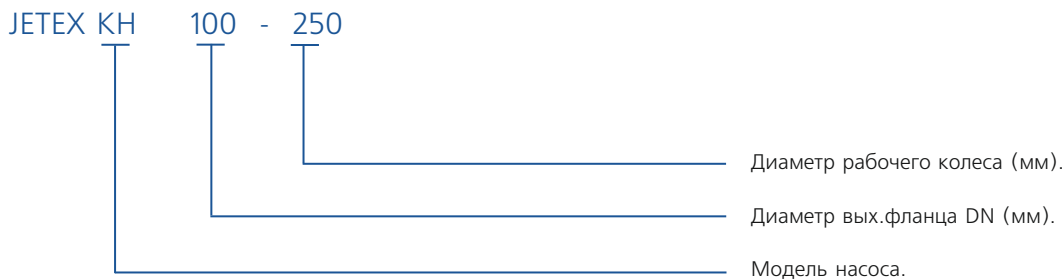 JETEX KH 100 - 250
Диаметр рабочего колеса (мм).
Диаметр вых.фланца DN (мм).
Модель насоса.